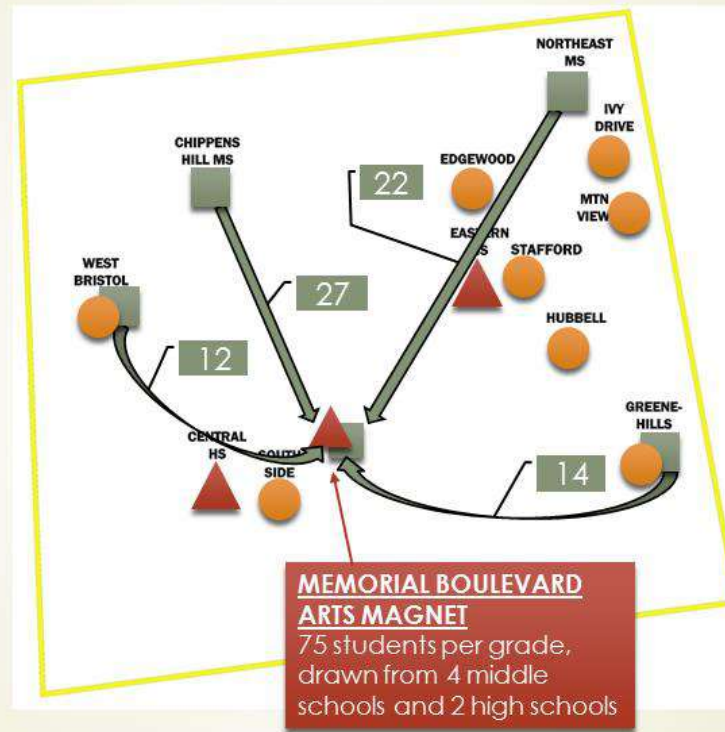 NORTHEAST
MS
IVY
DRIVE
CHIPPENS
HILL MS
EDGEWOOD
22
MTN
VIEW
STAFFORD
WEST
BRISTOL
27
HUBBELL
12
GREENE-
HILLS
CENTRAL
HS
SIDE
14
MEMORIAL BOULEVARD
ARTS MAGNET
75 students per grade,
drawn from 4 middle
schools and 2 high schools